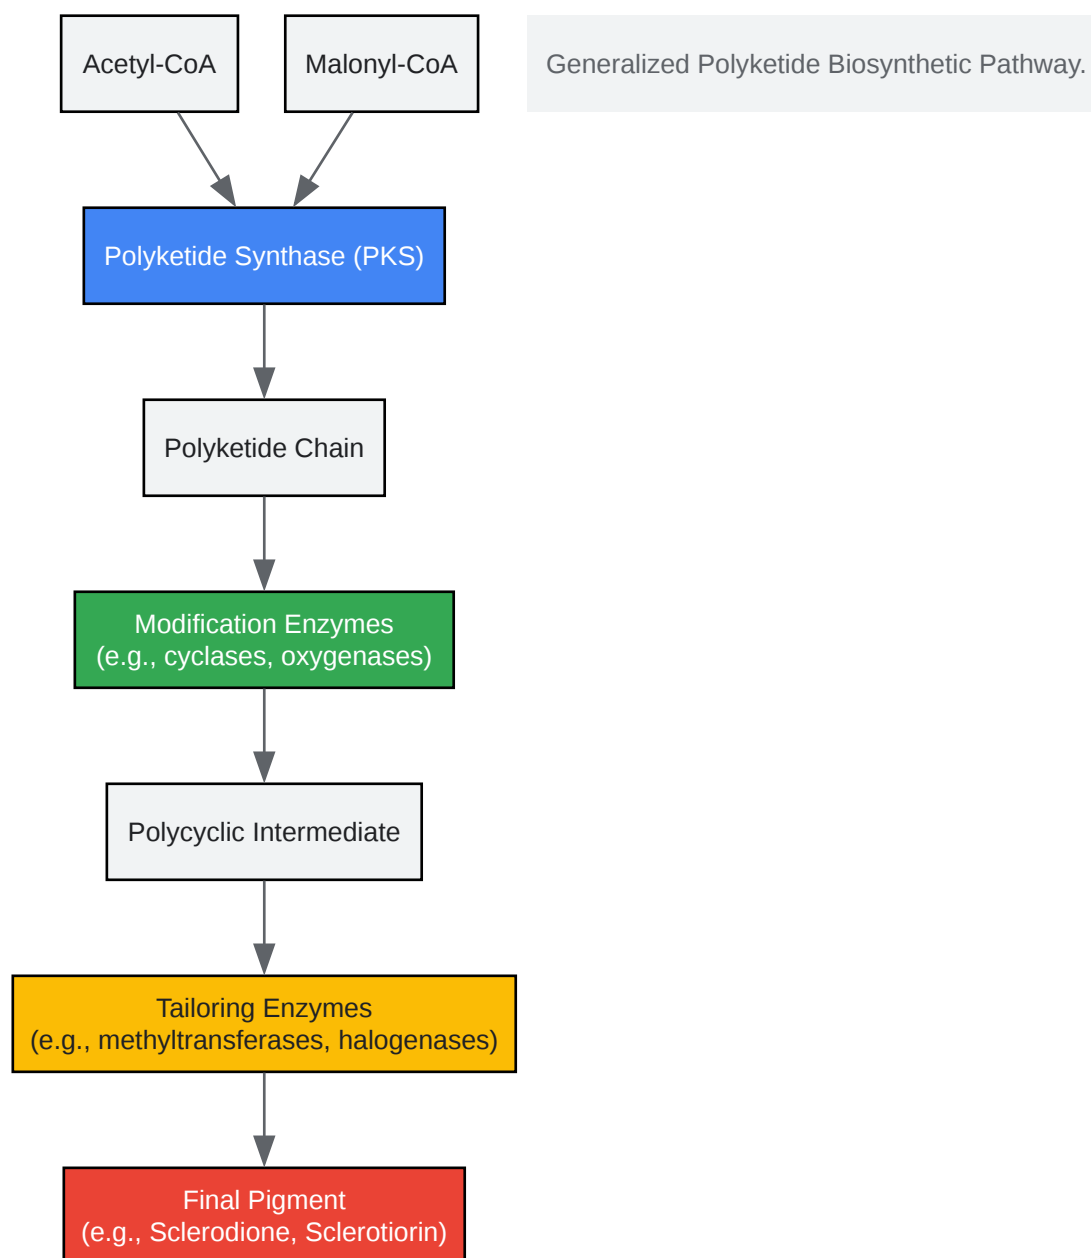 Acetyl-CoA
Malonyl-CoA
Generalized Polyketide Biosynthetic Pathway.
Polyketide Synthase (PKS)
Polyketide Chain
Modification Enzymes
(e.g., cyclases, oxygenases)
Polycyclic Intermediate
Tailoring Enzymes
(e.g., methyltransferases, halogenases)
Final Pigment
(e.g., Sclerodione, Sclerotiorin)